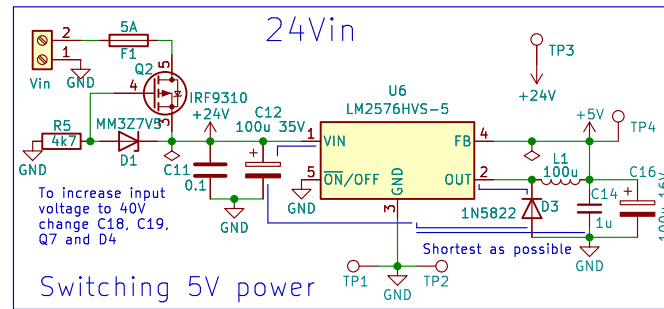 24Vin
5A
F1
2
1
Vin
GND
Q2
5
4
3
IRF9310
+24V
R5
4k7
GND
MM3Z7V5
D1
C11
0.1
C12
100u 35V
GND
To increase input
voltage to 40V
change C18, C19,
Q7 and D4
U6
LM2576HVS-5
1
VIN
5
ON/OFF
GND
3
FB
4
OUT
2
GND
TP1
TP2
GND
TP3
+24V
+5V
TP4
L1
100u
1N5822
D3
C14
1u
C16
100u 16V
GND
Shortest as possible
Switching 5V power